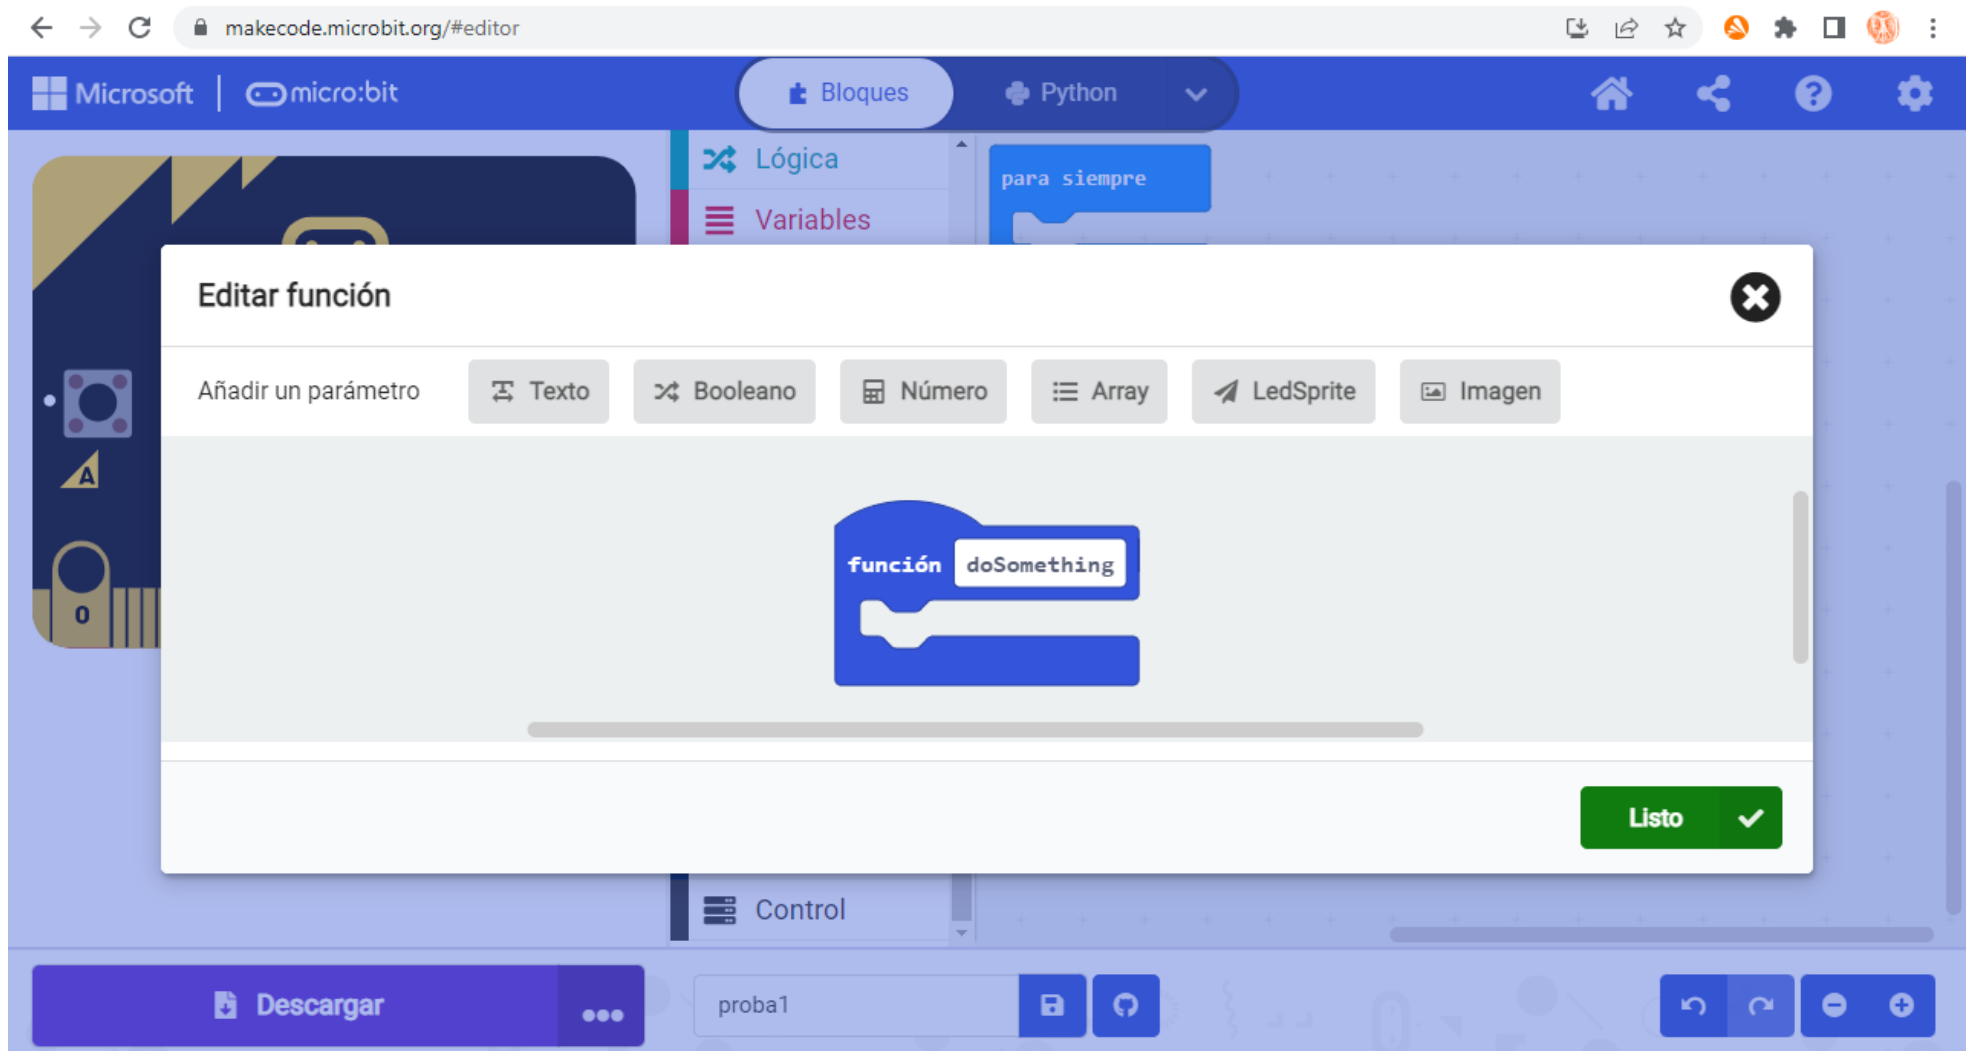 makecode.microbit.org/#editor
Microsoft micro:bit Bloques Python
Lógica
Variables
para siempre
Editar función
Añadir un parámetro Texto Booleano Número Array LedSprite Imagen
A
función doSomething
0
Listo
Control
Descargar ... proba1